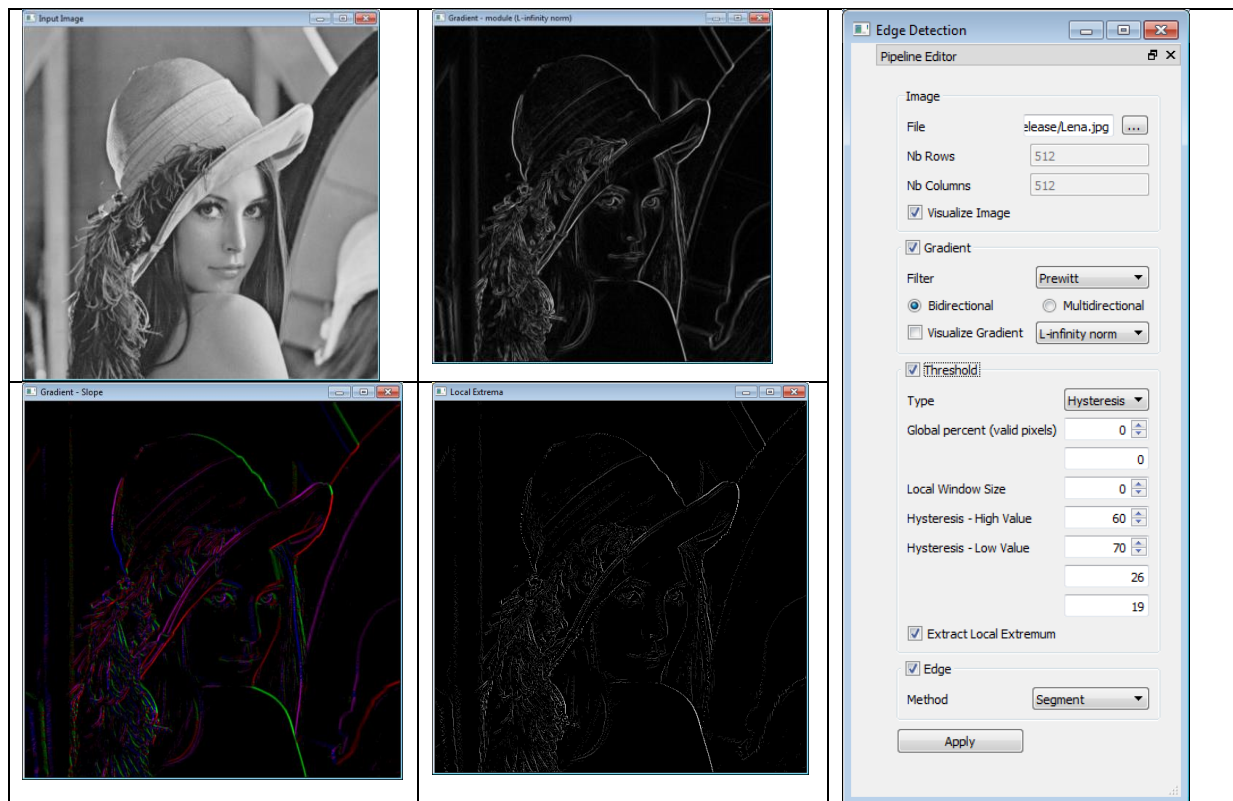 Input Image
Gradient - module (L-infinity norm)
Gradient - Slope
Local Extrema
Edge Detection
Pipeline Editor
Image
File elease/Lena.jpg ...
Nb Rows 512
Nb Columns 512
Visualize Image
Gradient
Filter Prewitt
Bidirectional Multidirectional
Visualize Gradient L-infinity norm
Threshold
Type Hysteresis
Global percent (valid pixels) 0
0
Local Window Size 0
Hysteresis - High Value 60
Hysteresis - Low Value 70
26
19
Extract Local Extremum
Edge
Method Segment
Apply